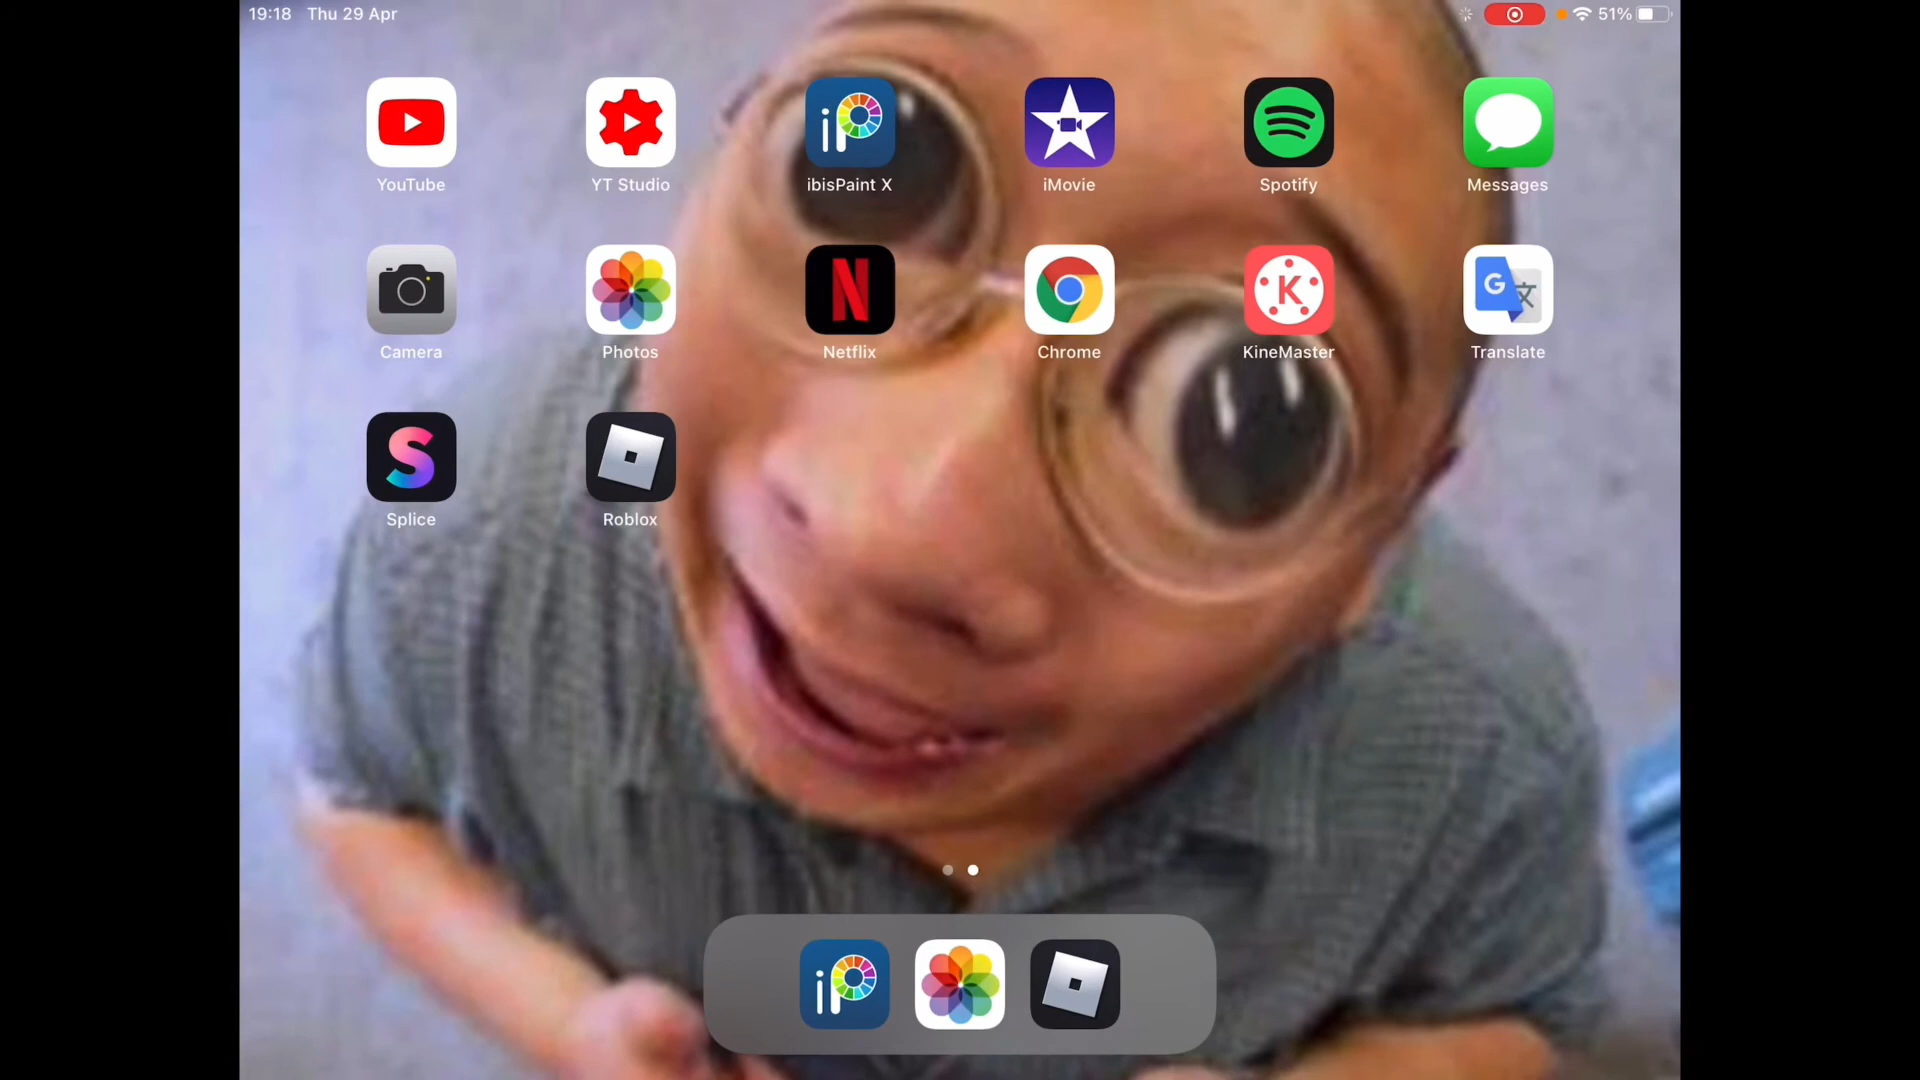 19:18 Thu 29 Apr 51%
YouTube YT Studio ibisPaint X iMovie Spotify Messages
Camera Photos Netflix Chrome KineMaster Translate
Splice Roblox